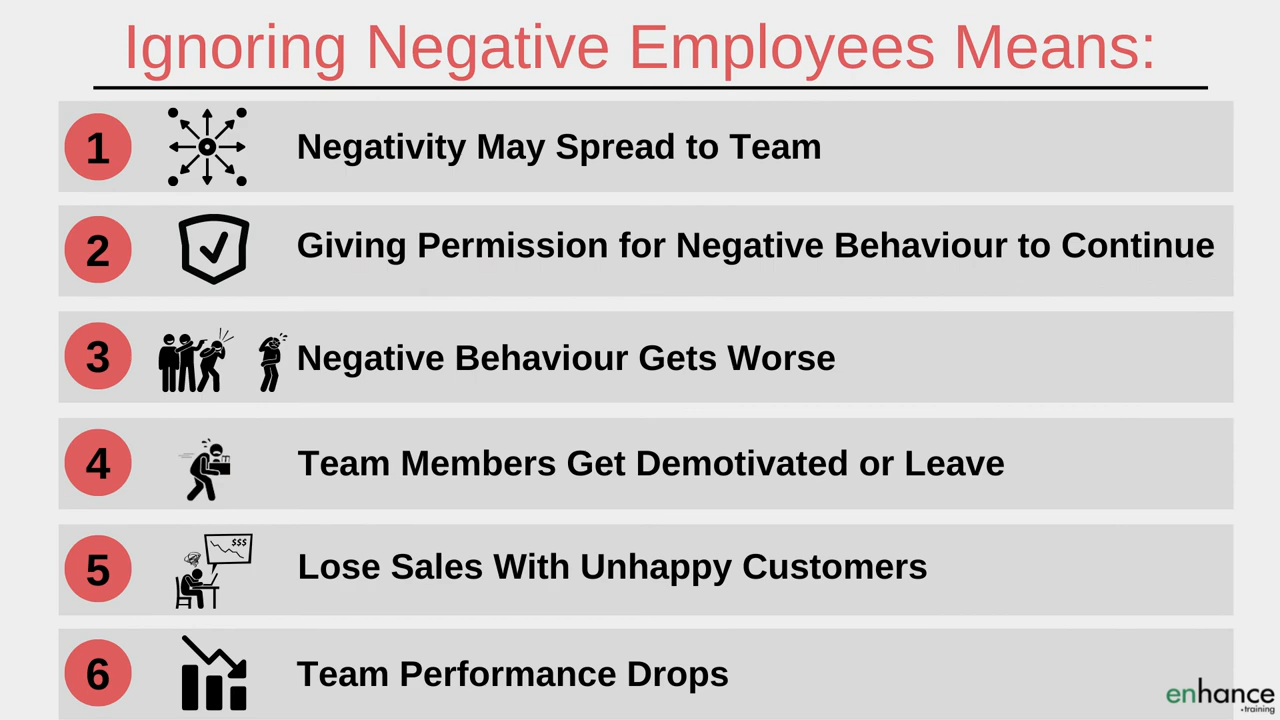 Ignoring Negative Employees Means:
1 Negativity May Spread to Team
2 Giving Permission for Negative Behaviour to Continue
3 Negative Behaviour Gets Worse
4 Team Members Get Demotivated or Leave
$$$
5 Lose Sales With Unhappy Customers
6 Team Performance Drops
enhance
training